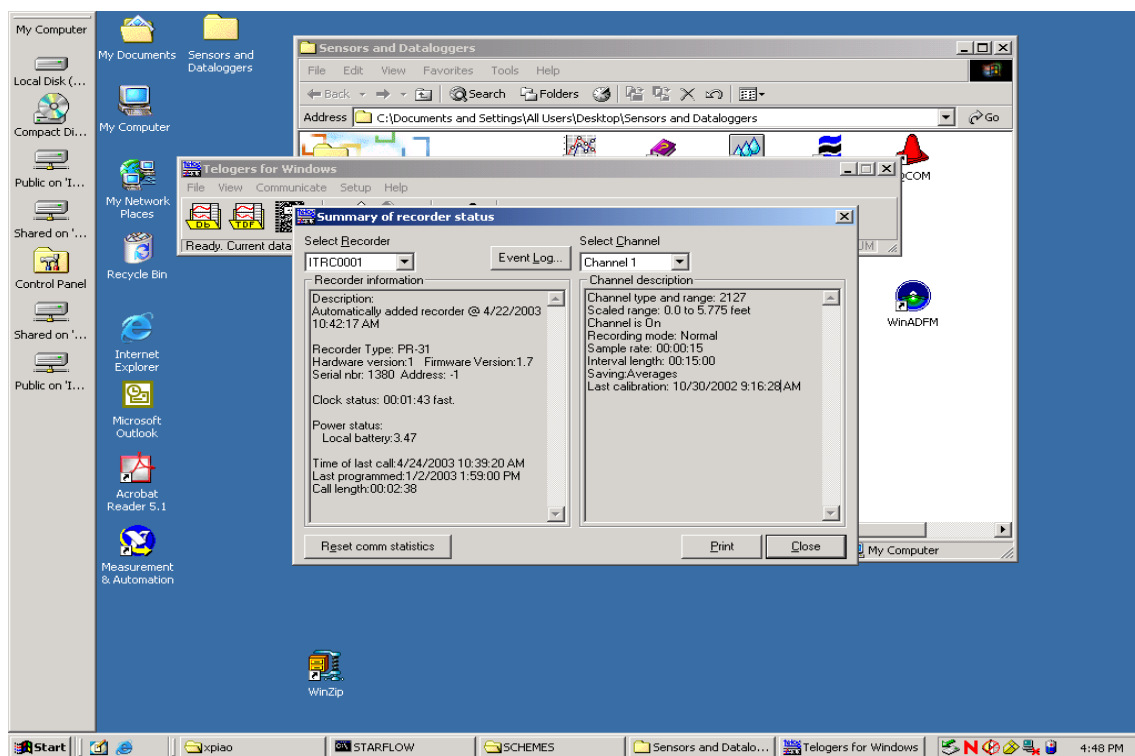 My Computer
Local Disk (...
Compact Di...
Public on 'I...
Shared on '...
Control Panel
Shared on '...
Public on 'I...
My Documents
Sensors and
Dataloggers
My Computer
My Network
Places
Recycle Bin
Internet
Explorer
Microsoft
Outlook
Acrobat
Reader 5.1
Measurement
& Automation
WinZip
Sensors and Dataloggers
File Edit View Favorites Tools Help
Back Search Folders
Address C:\Documents and Settings\All Users\Desktop\Sensors and Dataloggers Go
COM
WinADFM
My Computer
Telogers for Windows
File View Communicate Setup Help
Db TDF
Ready. Current data
UM
Summary of recorder status
Select Recorder
ITRC0001
Event Log...
Select Channel
Channel 1
Recorder information
Description:
Automatically added recorder @ 4/22/2003
10:42:17 AM
Recorder Type: PR-31
Hardware version:1 Firmware Version:1.7
Serial nbr: 1380 Address: -1
Clock status: 00:01:43 fast.
Power status:
Local battery:3.47
Time of last call:4/24/2003 10:39:20 AM
Last programmed:1/2/2003 1:59:00 PM
Call length:00:02:38
Channel description
Channel type and range: 2127
Scaled range: 0.0 to 5.775 feet
Channel is On
Recording mode: Normal
Sample rate: 00:00:15
Interval length: 00:15:00
Saving:Averages
Last calibration: 10/30/2002 9:16:28 AM
Reset comm statistics
Print
Close
Start
xpiao
STARFLOW
SCHEMES
Sensors and Datalo...
Telogers for Windows
4:48 PM